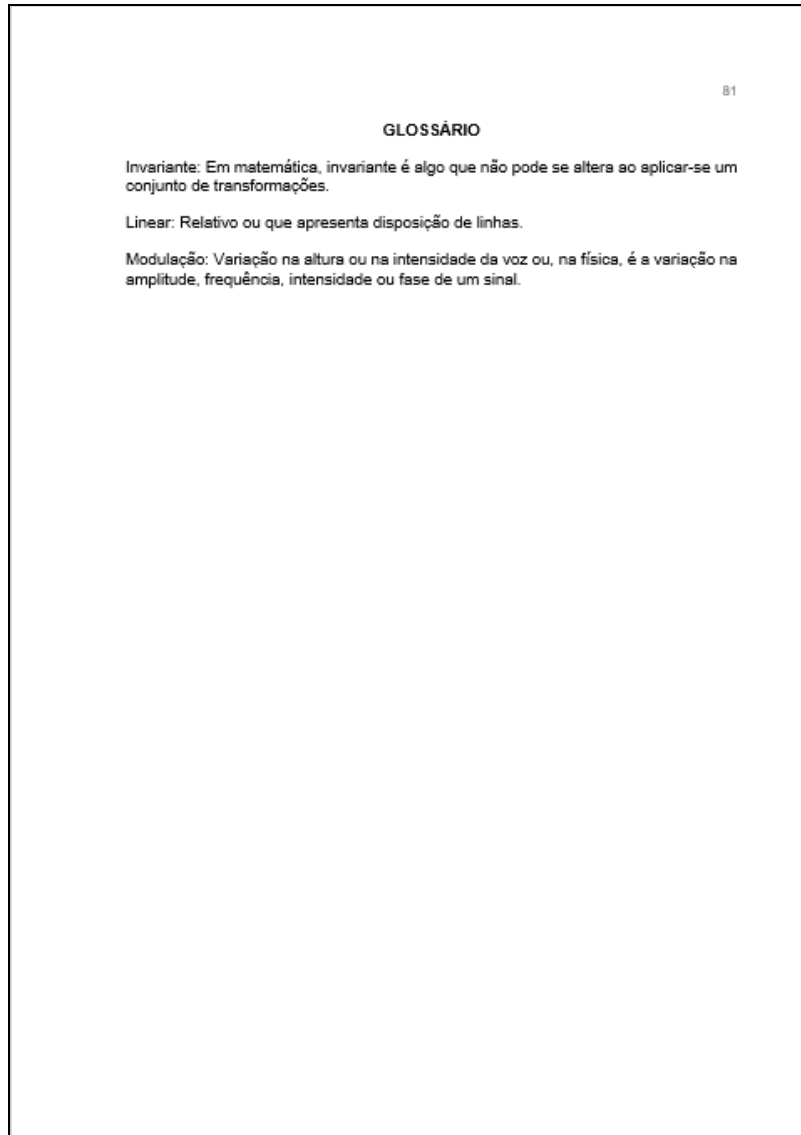 81
GLOSSÁRIO
Invariante: Em matemática, invariante é algo que não pode se altera ao aplicar-se um
conjunto de transformações.
Linear: Relativo ou que apresenta disposição de linhas.
Modulação: Variação na altura ou na intensidade da voz ou, na física, é a variação na
amplitude, frequência, intensidade ou fase de um sinal.